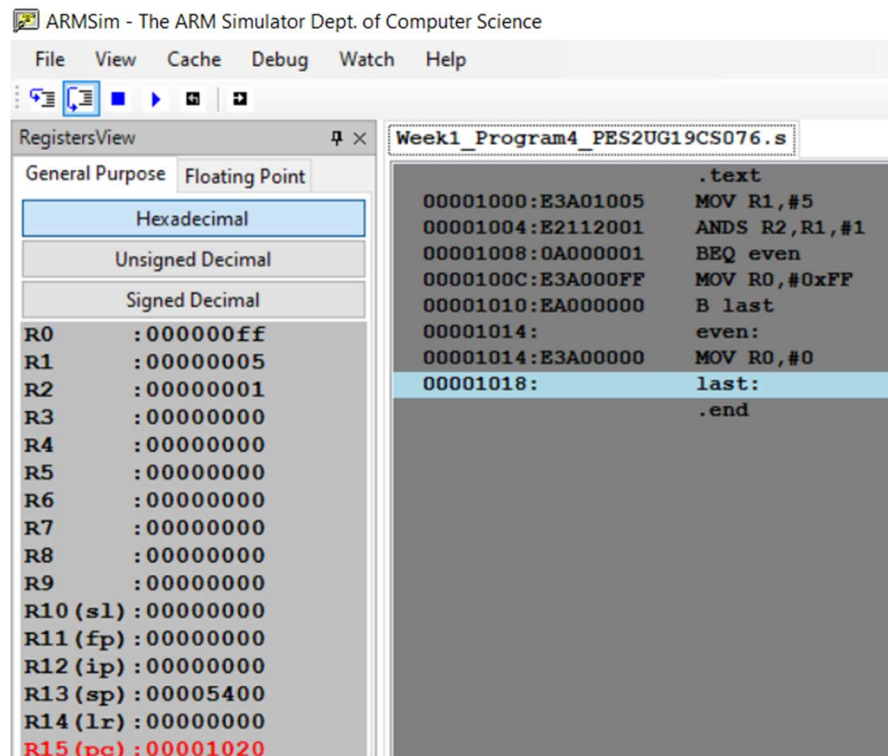 ARMSim - The ARM Simulator Dept. of Computer Science
File View Cache Debug Watch Help
RegistersView
General Purpose Floating Point
Hexadecimal
Unsigned Decimal
Signed Decimal
R0 :000000ff
R1 :00000005
R2 :00000001
R3 :00000000
R4 :00000000
R5 :00000000
R6 :00000000
R7 :00000000
R8 :00000000
R9 :00000000
R10(sl):00000000
R11(fp):00000000
R12(ip):00000000
R13(sp):00005400
R14(lr):00000000
R15(pc):00001020
Week1_Program4_PES2UG19CS076.s
.text
00001000:E3A01005 MOV R1,#5
00001004:E2112001 ANDS R2,R1,#1
00001008:0A000001 BEQ even
0000100C:E3A000FF MOV R0,#0xFF
00001010:EA000000 B last
00001014: even:
00001014:E3A00000 MOV R0,#0
00001018: last:
.end